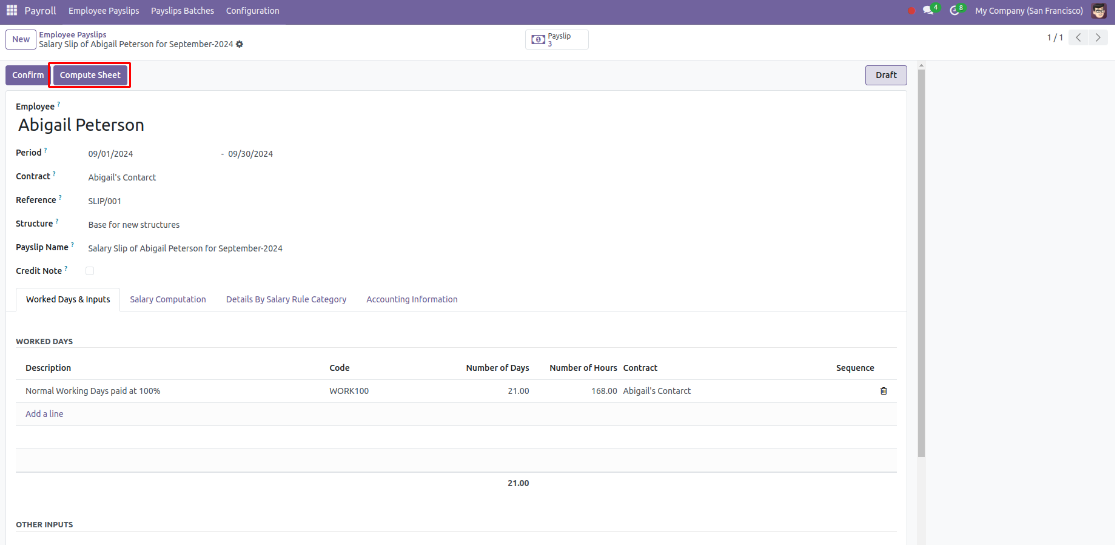 Payroll Employee Payslips Payslips Batches Configuration 4 8 My Company (San Francisco)
New Employee Payslips
Salary Slip of Abigail Peterson for September-2024
Payslip
3
1 / 1
Confirm Compute Sheet Draft
Employee ?
Abigail Peterson
Period ? 09/01/2024 - 09/30/2024
Contract ? Abigail's Contarct
Reference ? SLIP/001
Structure ? Base for new structures
Payslip Name ? Salary Slip of Abigail Peterson for September-2024
Credit Note ?
Worked Days & Inputs Salary Computation Details By Salary Rule Category Accounting Information
WORKED DAYS
Description Code Number of Days Number of Hours Contract Sequence
Normal Working Days paid at 100% WORK100 21.00 168.00 Abigail's Contarct
Add a line
21.00
OTHER INPUTS